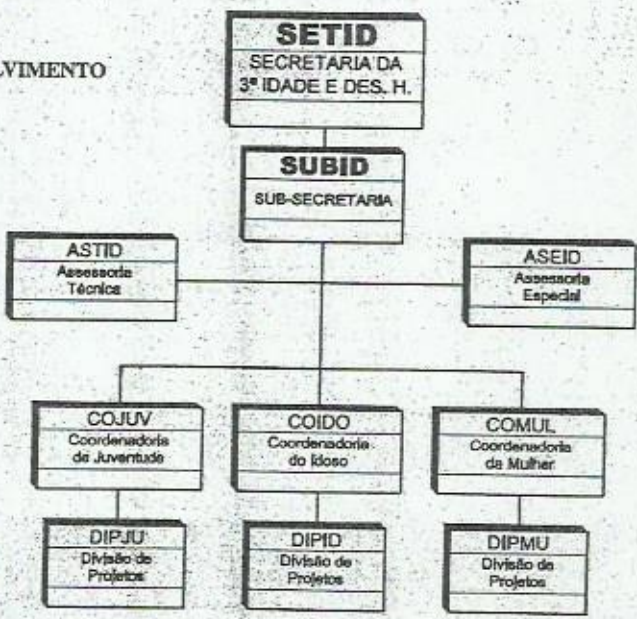 LVIMENTO
SETID
SECRETARIA DA
3ª IDADE E DES. H.
SUBID
SUB-SECRETARIA
ASTID
Assessoria
Técnica
ASEID
Assessoria
Especial
COJUV
Coordenadoria
da Juventude
COIDO
Coordenadoria
do Idoso
COMUL
Coordenadoria
da Mulher
DIPJU
Divisão de
Projetos
DIPID
Divisão de
Projetos
DIPMU
Divisão de
Projetos